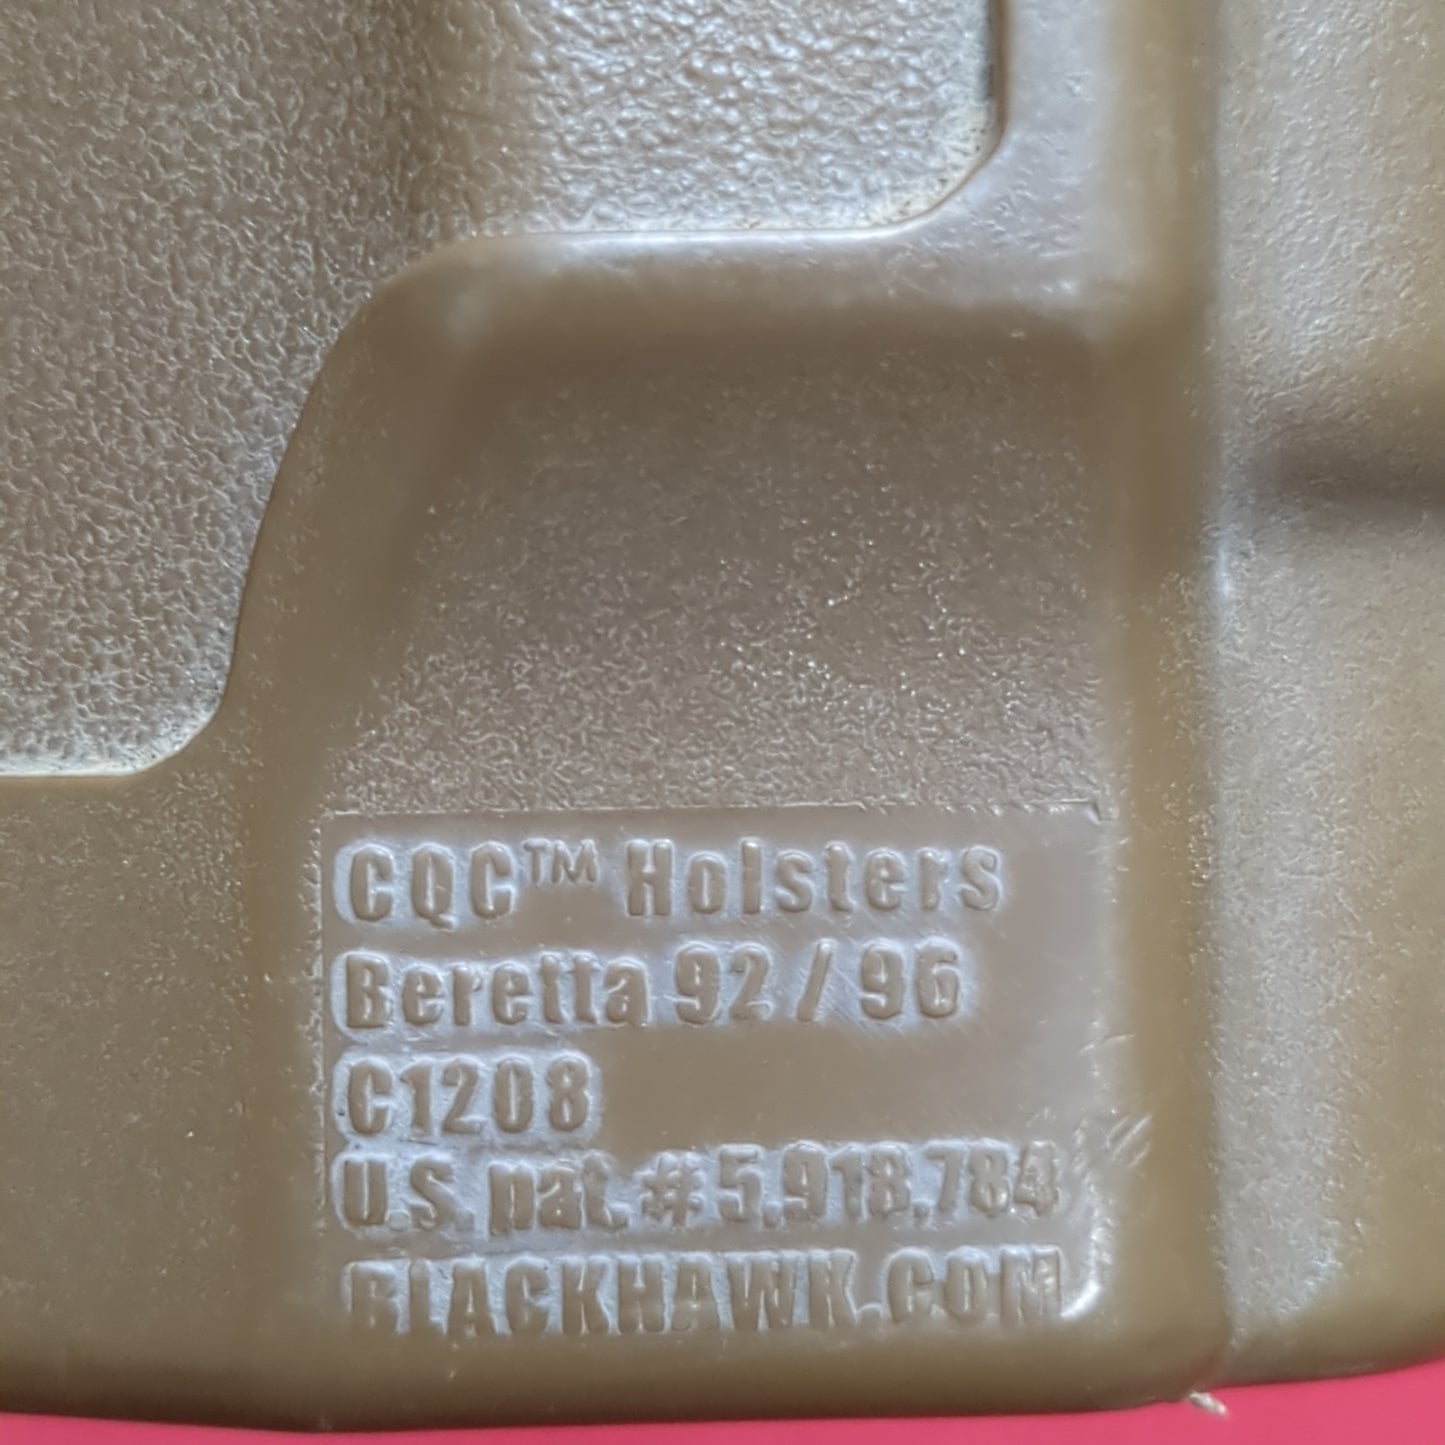 CQC™ Holsters
Beretta 92 / 96
C1208
U.S. pat. # 5,918,784
BLACKHAWK.COM